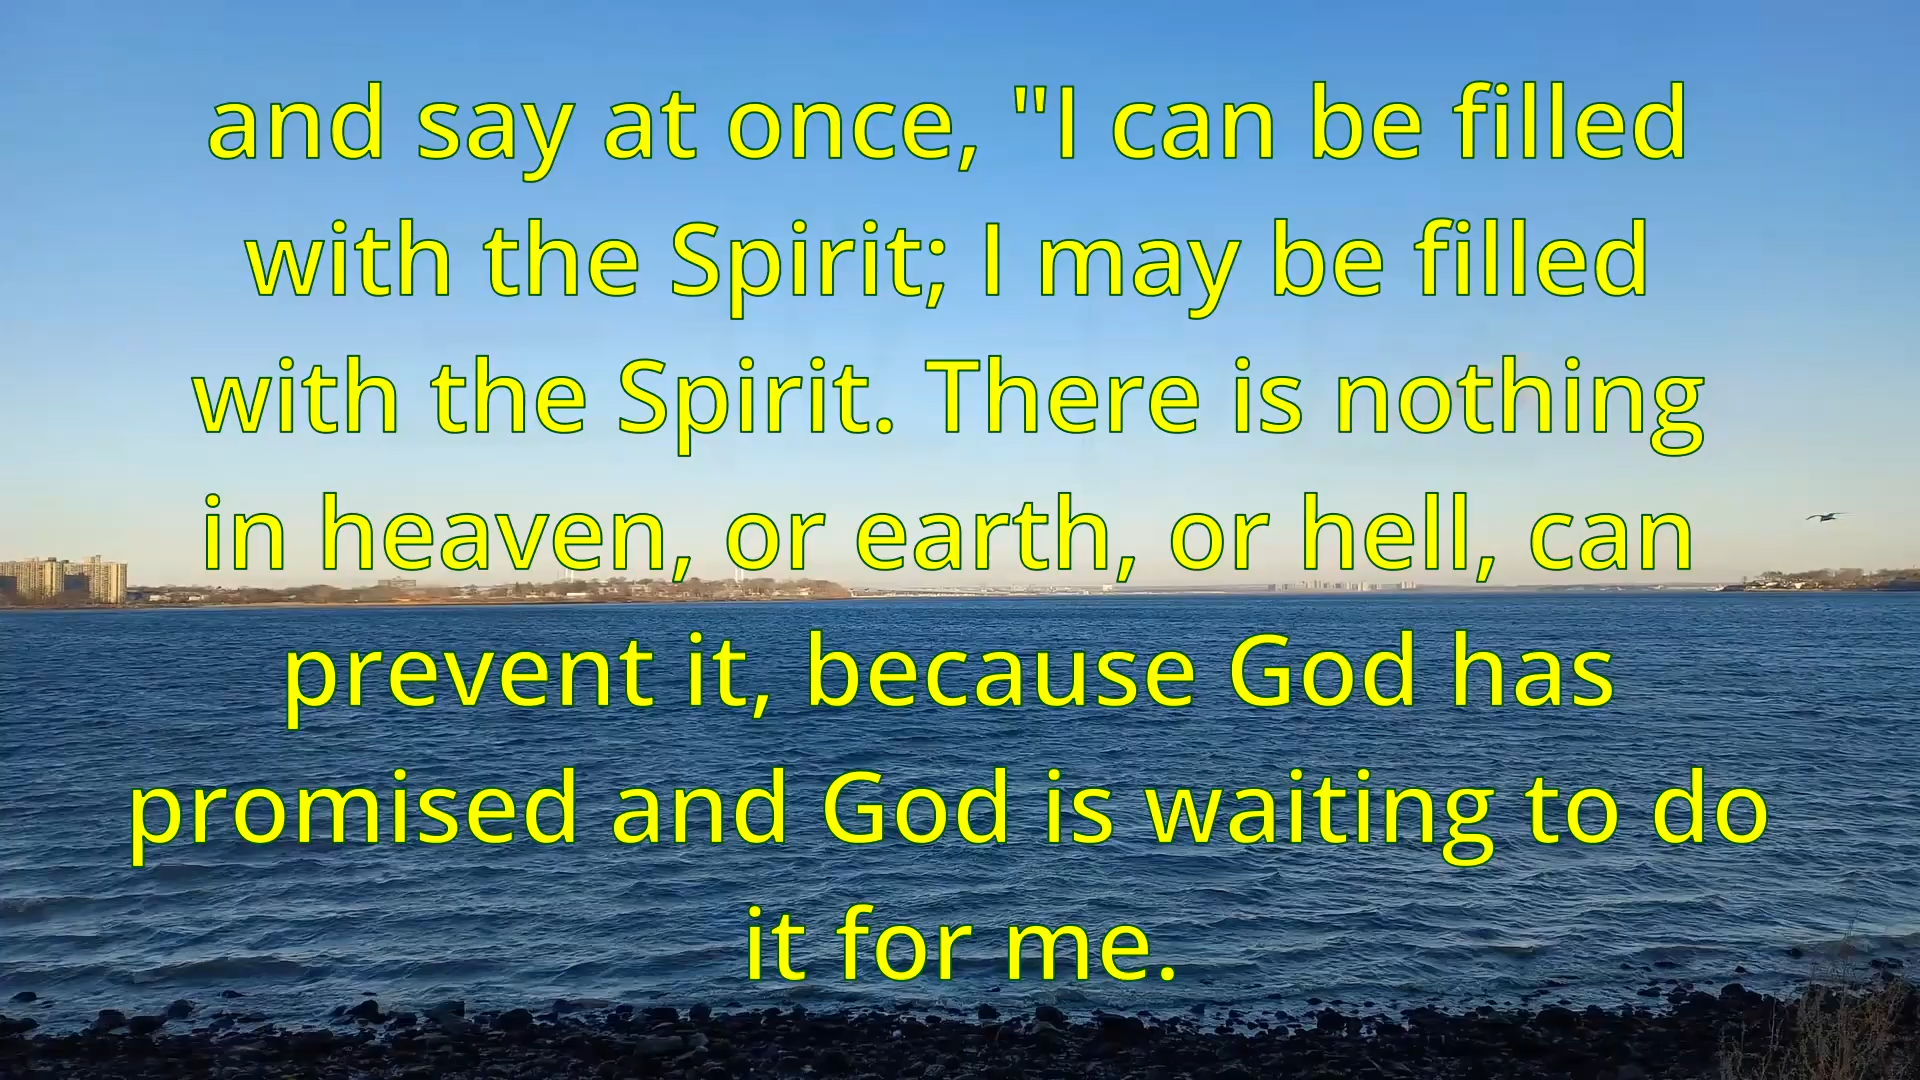 and say at once, "I can be filled
with the Spirit; I may be filled
with the Spirit. There is nothing
in heaven, or earth, or hell, can
prevent it, because God has
promised and God is waiting to do
it for me.